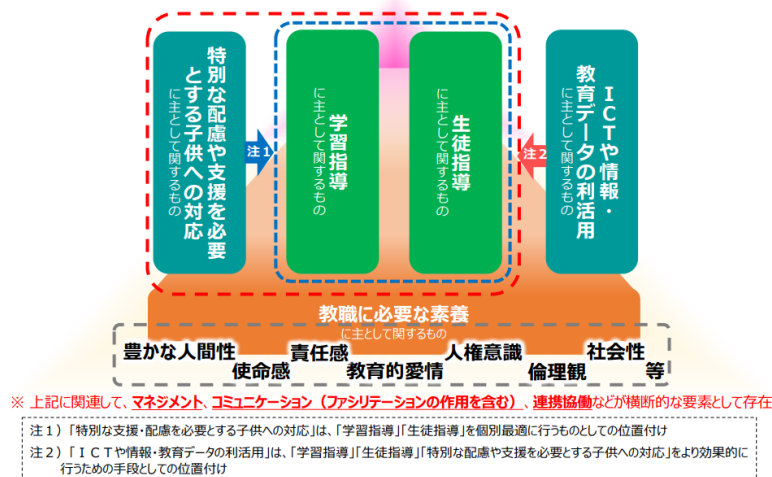 特別な配慮や支援を必要
とする子供への対応
に主として関するもの
注１
学習指導
に主として関するもの
生徒指導
に主として関するもの
注２
ＩＣＴや情報・
教育データの利活用
に主として関するもの
教職に必要な素養
に主として関するもの
豊かな人間性
使命感
責任感
教育的愛情
人権意識
倫理観
社会性
等
※ 上記に関連して、マネジメント、コミュニケーション（ファシリテーションの作用を含む）、連携協働などが横断的な要素として存在
注１）「特別な支援・配慮を必要とする子供への対応」は、「学習指導」「生徒指導」を個別最適に行うものとしての位置付け
注２）「ＩＣＴや情報・教育データの利活用」は、「学習指導」「生徒指導」「特別な配慮や支援を必要とする子供への対応」をより効果的に
行うための手段としての位置付け